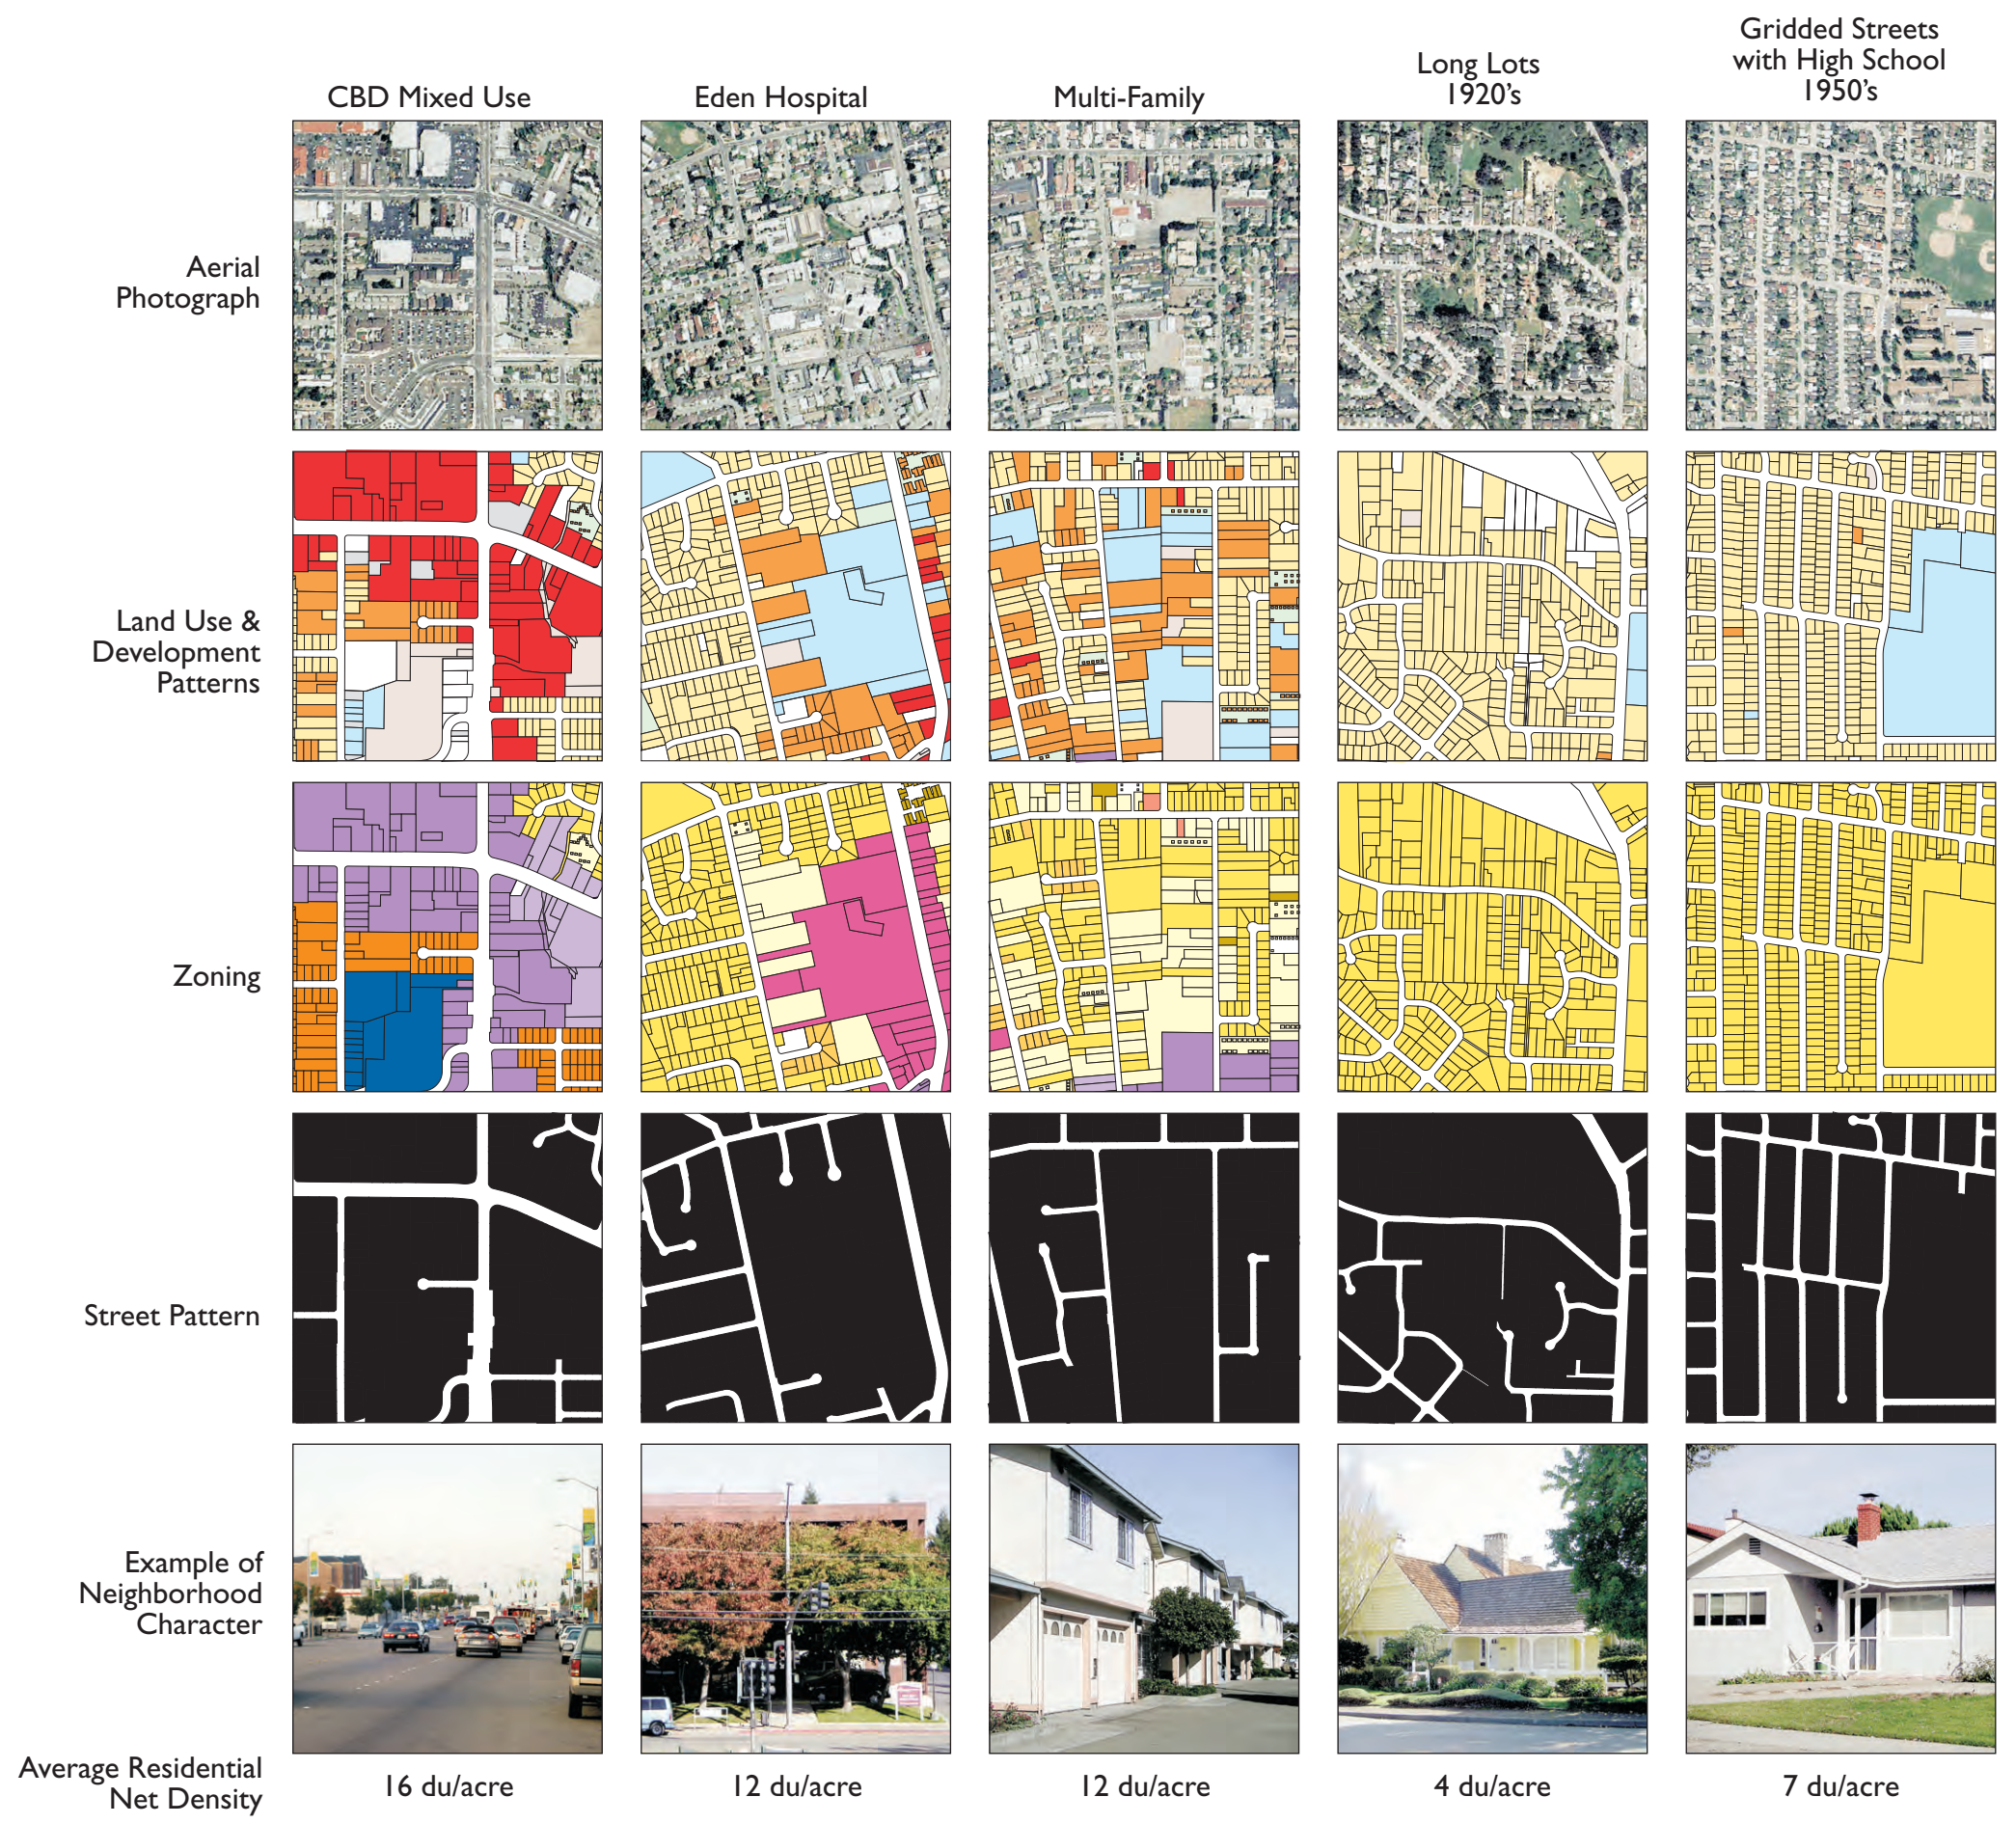 CBD Mixed Use
Eden Hospital
Multi-Family
Long Lots
1920's
Gridded Streets
with High School
1950's
Aerial
Photograph
Land Use &
Development
Patterns
Zoning
Street Pattern
Example of
Neighborhood
Character
Average Residential
Net Density
16 du/acre
12 du/acre
12 du/acre
4 du/acre
7 du/acre